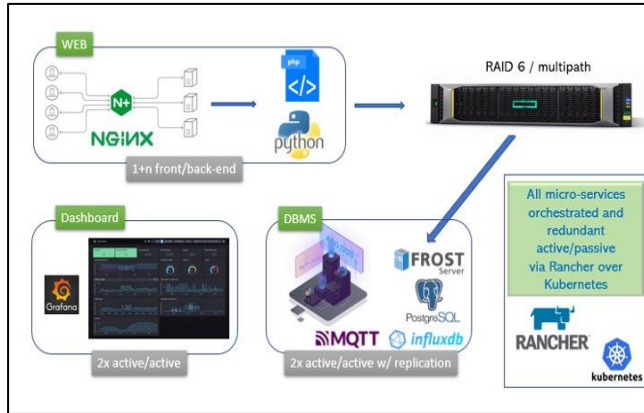 WEB
php
N+
NGINX
python
1+n front/back-end
RAID 6 / multipath
Dashboard
Grafana
2x active/active
DBMS
FROST
Server
PostgreSQL
MQTT
influxdb
2x active/active w/ replication
All micro-services
orchestrated and
redundant
active/passive
via Rancher over
Kubernetes
RANCHER
kubernetes